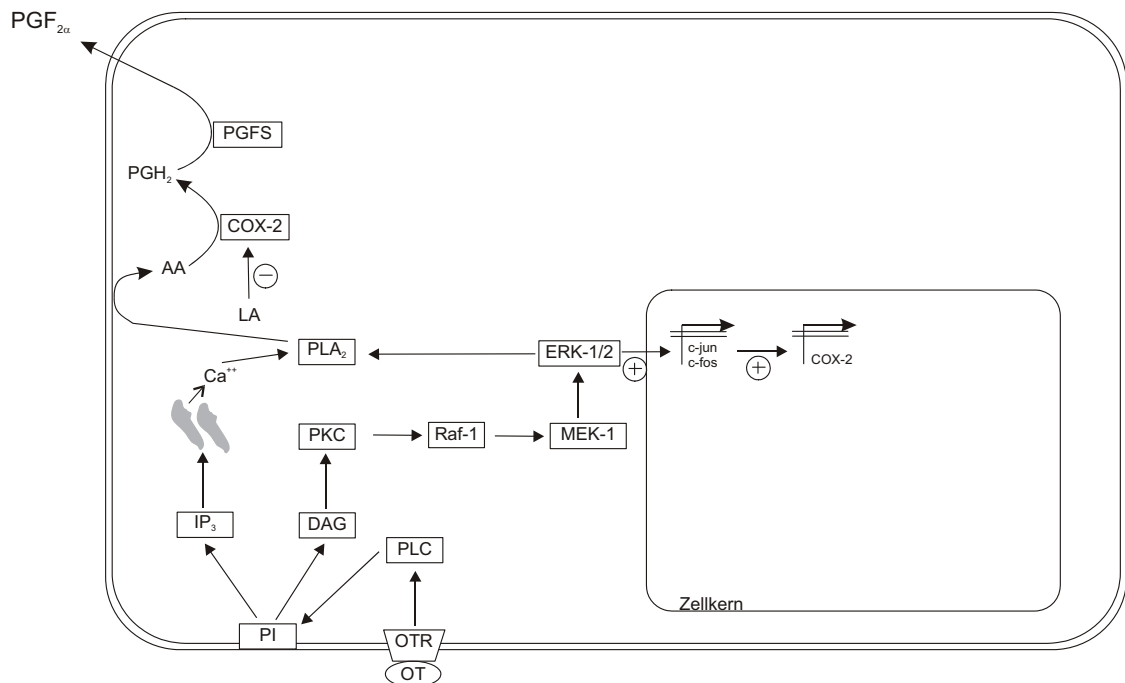 PGF2α
PGFS
PGH2
COX-2
AA
−
LA
PLA2
ERK-1/2
+
c-jun
c-fos
+
COX-2
Ca++
PKC
Raf-1
MEK-1
IP3
DAG
PLC
Zellkern
PI
OTR
OT